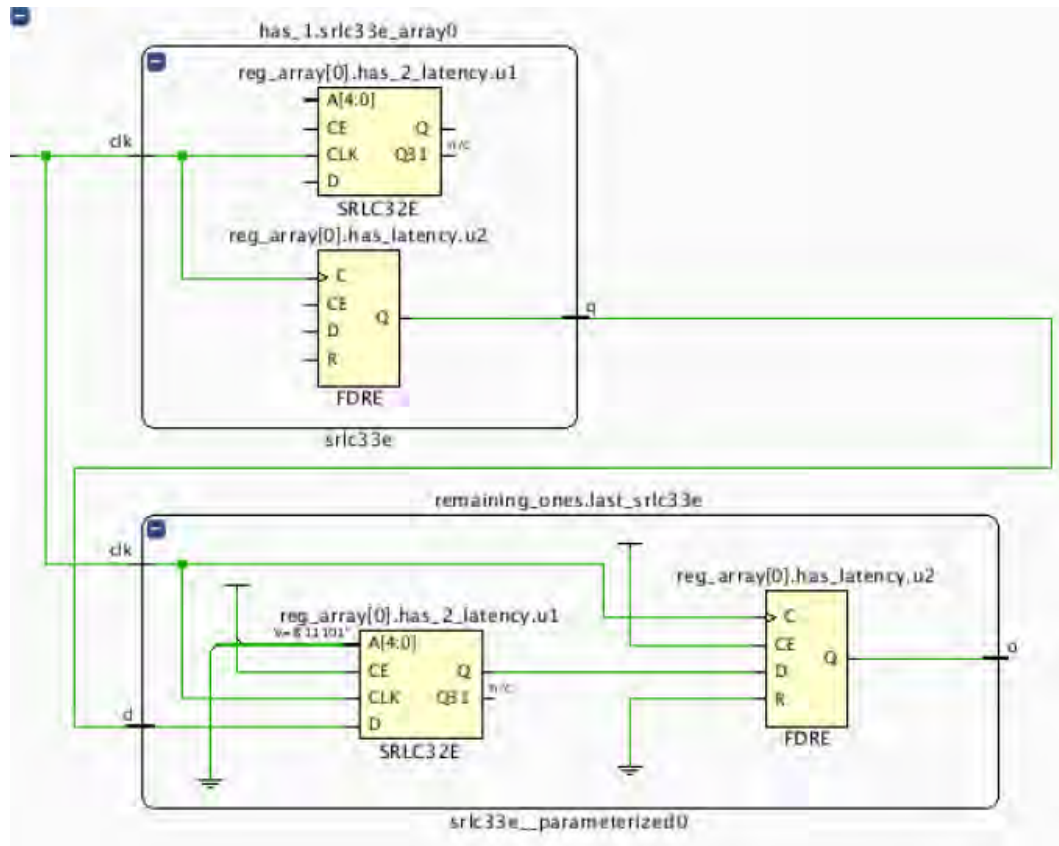 has_1.srlc33e_array0
reg_array[0].has_2_latency.u1
A[4:0]
CE
Q
clk
CLK
Q31
n/c
D
SRLC32E
reg_array[0].has_latency.u2
C
CE
Q
q
D
R
FDRE
srlc33e
remaining_ones.last_srlc33e
clk
reg_array[0].has_latency.u2
reg_array[0].has_2_latency.u1
C
A[4:0]
CE
Q
q
CE
Q
D
CLK
Q31
n/c
R
d
D
SRLC32E
FDRE
srlc33e__parameterized0